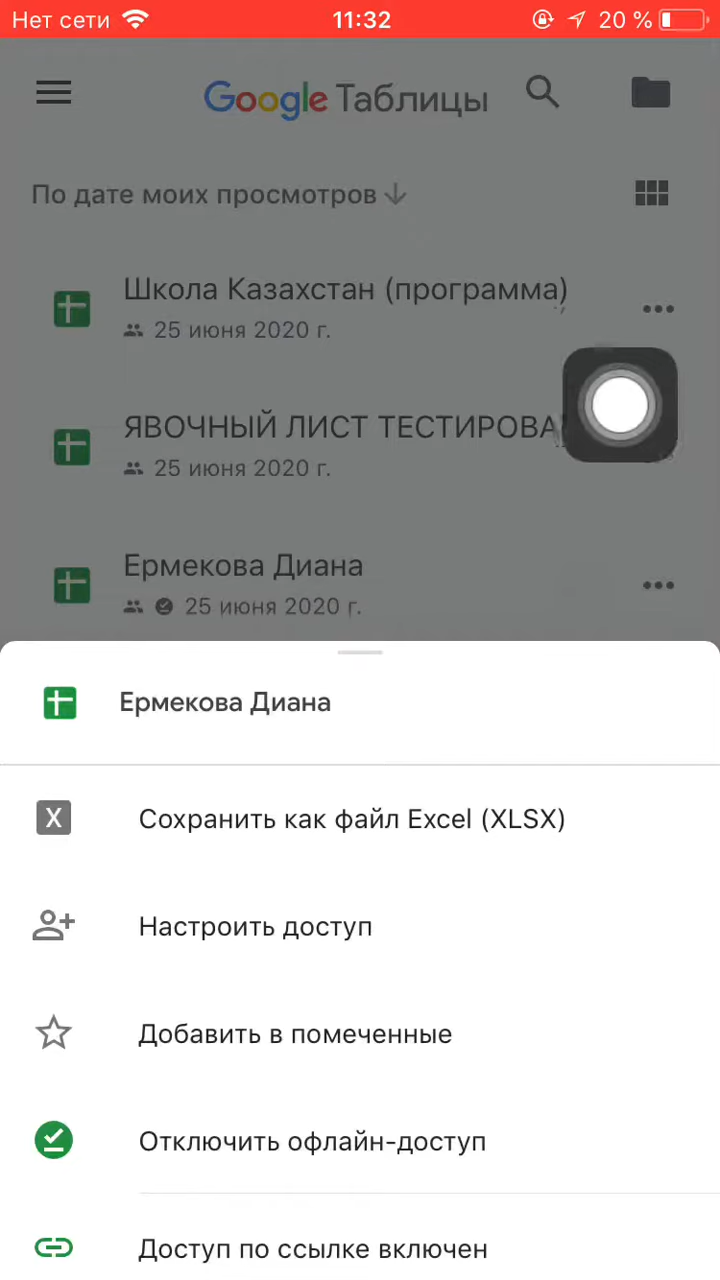 Нет сети 11:32 20 %
Google Таблицы
По дате моих просмотров
Школа Казахстан (программа)
25 июня 2020 г.
ЯВОЧНЫЙ ЛИСТ
25 июня 2020 г.
Ермекова Диана
25 июня 2020 г.
Ермекова Диана
X Сохранить как файл Excel (XLSX)
Настроить доступ
Добавить в помеченные
Отключить офлайн-доступ
Доступ по ссылке включен